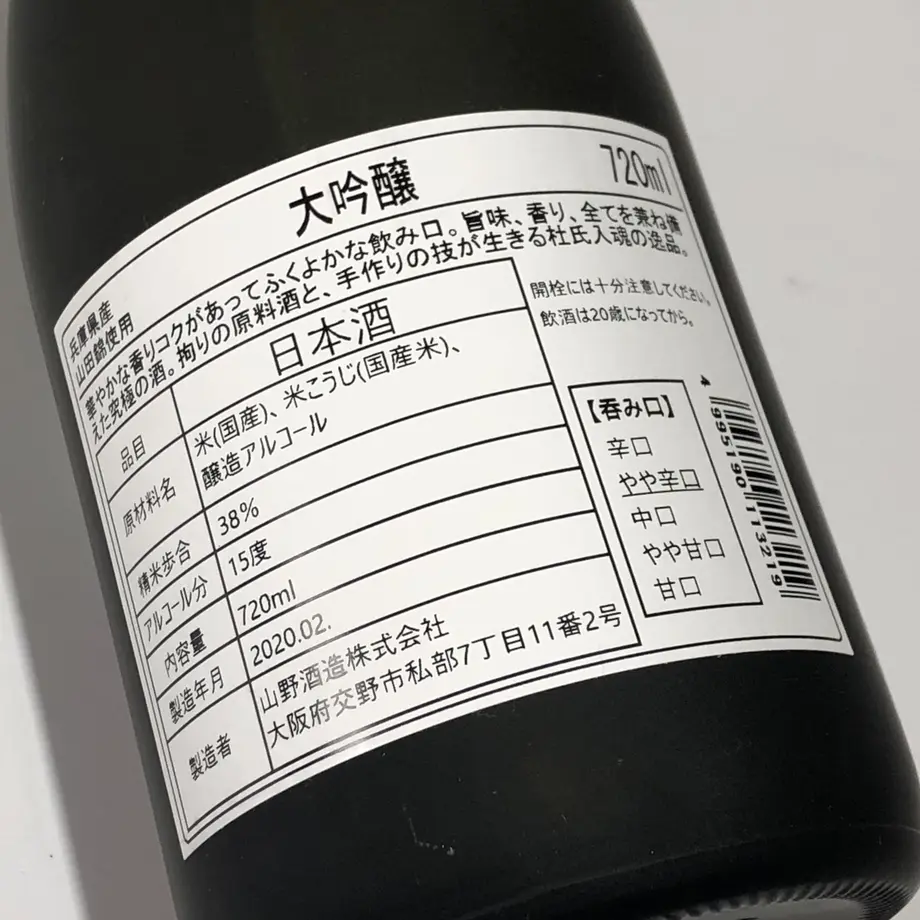 兵庫県産
山田錦使用
大吟醸
720ml
華やかな香りコクがあってふくよかな飲み口。旨味、香り、全てを兼ね備
えた究極の酒。拘りの原料酒と、手作りの技が生きる杜氏入魂の逸品。
品目
日本酒
原材料名
米(国産)、米こうじ(国産米)、
醸造アルコール
精米歩合
38%
アルコール分
15度
内容量
720ml
製造年月
2020.02.
製造者
山野酒造株式会社
大阪府交野市私部7丁目11番2号
開栓には十分注意してください。
飲酒は20歳になってから。
【呑み口】
辛口
やや辛口
中口
やや甘口
甘口
4 995190 113219